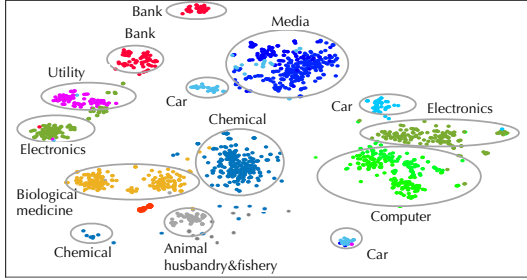 Bank
Bank
Media
Utility
Car
Car
Electronics
Chemical
Electronics
Biological
medicine
Computer
Chemical
Animal
husbandry&fishery
Car